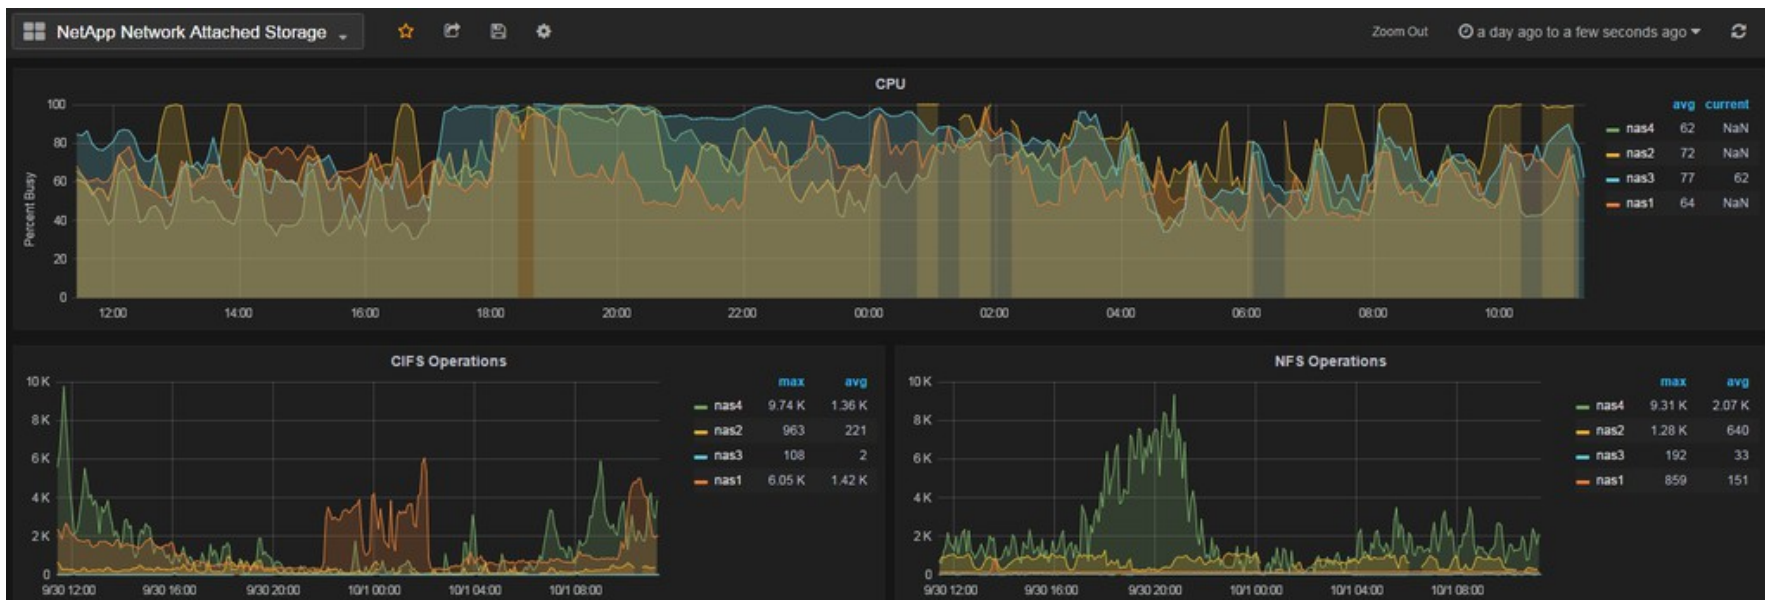 NetApp Network Attached Storage
Zoom Out a day ago to a few seconds ago
CPU
Percent Busy
100
80
60
40
20
0
12:00 14:00 16:00 18:00 20:00 22:00 00:00 02:00 04:00 06:00 08:00 10:00
avg current
nas4 62 NaN
nas2 72 NaN
nas3 77 62
nas1 64 NaN
CIFS Operations
10 K
8 K
6 K
4 K
2 K
0
9/30 12:00 9/30 16:00 9/30 20:00 10/1 00:00 10/1 04:00 10/1 08:00
max avg
nas4 9.74 K 1.36 K
nas2 963 221
nas3 108 2
nas1 6.05 K 1.42 K
NFS Operations
10 K
8 K
6 K
4 K
2 K
0
9/30 12:00 9/30 16:00 9/30 20:00 10/1 00:00 10/1 04:00 10/1 08:00
max avg
nas4 9.31 K 2.07 K
nas2 1.28 K 640
nas3 192 33
nas1 859 151